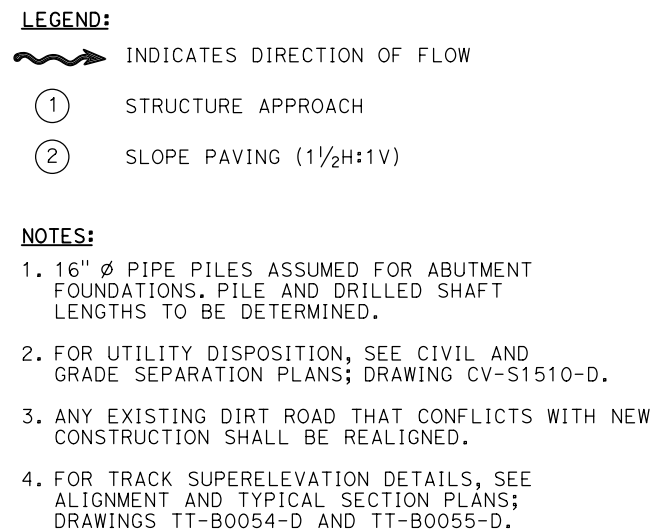 LEGEND:
INDICATES DIRECTION OF FLOW
1 STRUCTURE APPROACH
2 SLOPE PAVING (1½H:1V)
NOTES:
1. 16" Ø PIPE PILES ASSUMED FOR ABUTMENT
FOUNDATIONS. PILE AND DRILLED SHAFT
LENGTHS TO BE DETERMINED.
2. FOR UTILITY DISPOSITION, SEE CIVIL AND
GRADE SEPARATION PLANS; DRAWING CV-S1510-D.
3. ANY EXISTING DIRT ROAD THAT CONFLICTS WITH NEW
CONSTRUCTION SHALL BE REALIGNED.
4. FOR TRACK SUPERELEVATION DETAILS, SEE
ALIGNMENT AND TYPICAL SECTION PLANS;
DRAWINGS TT-B0054-D AND TT-B0055-D.